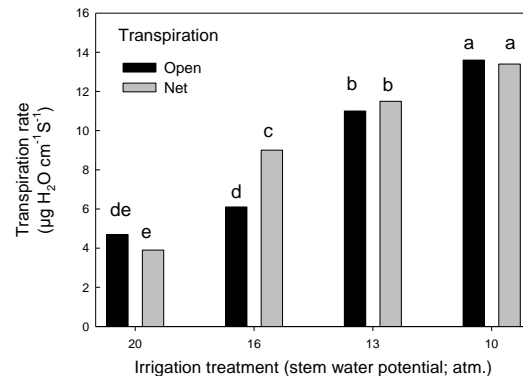 Transpiration
Open
Net
Transpiration rate
(µg H₂O cm⁻¹ S⁻¹)
16
14
12
10
8
6
4
2
0
de
e
d
c
b
b
a
a
20
16
13
10
Irrigation treatment (stem water potential; atm.)